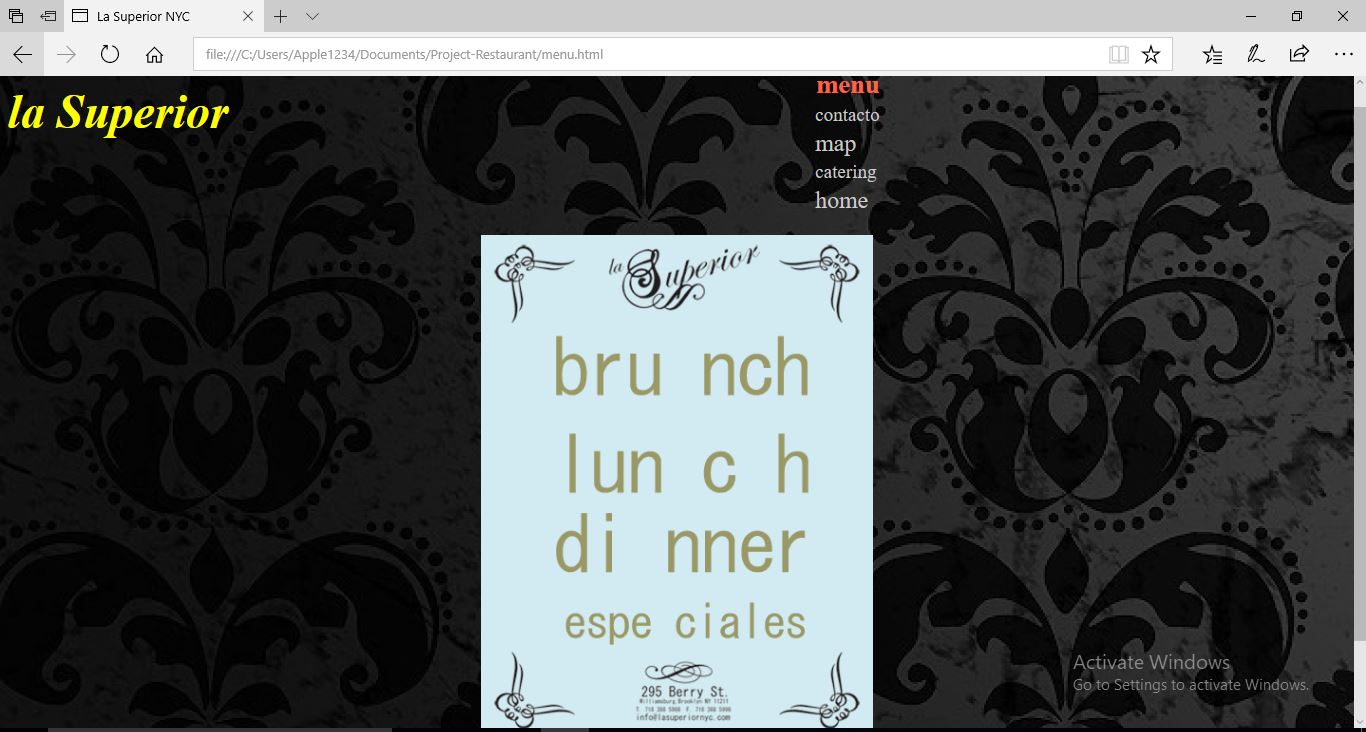 La Superior NYC
file:///C:/Users/Apple1234/Documents/Project-Restaurant/menu.html
la Superior
menu
contacto
map
catering
home
la Superior
bru nch
lun c h
di nner
espe ciales
295 Berry St.
Williamsburg Brooklyn NY 11211
T. 718 388 5988 F. 718 388 5998
info@lasuperiornyc.com
Activate Windows
Go to Settings to activate Windows.